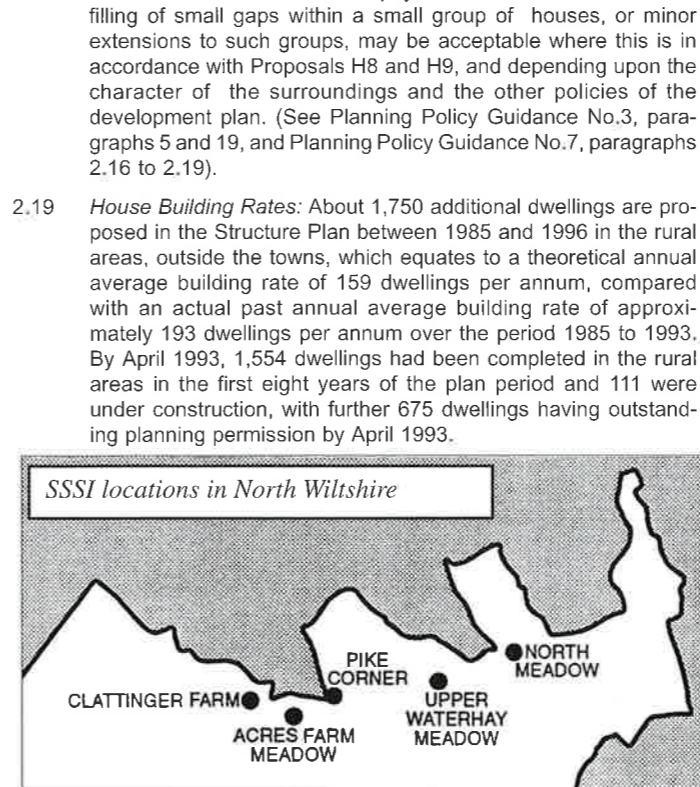 filling of small gaps within a small group of houses, or minor
extensions to such groups, may be acceptable where this is in
accordance with Proposals H8 and H9, and depending upon the
character of the surroundings and the other policies of the
development plan. (See Planning Policy Guidance No.3, para-
graphs 5 and 19, and Planning Policy Guidance No.7, paragraphs
2.16 to 2.19).
2.19 House Building Rates: About 1,750 additional dwellings are pro-
posed in the Structure Plan between 1985 and 1996 in the rural
areas, outside the towns, which equates to a theoretical annual
average building rate of 159 dwellings per annum, compared
with an actual past annual average building rate of approxi-
mately 193 dwellings per annum over the period 1985 to 1993.
By April 1993, 1,554 dwellings had been completed in the rural
areas in the first eight years of the plan period and 111 were
under construction, with further 675 dwellings having outstand-
ing planning permission by April 1993.
SSSI locations in North Wiltshire
NORTH
MEADOW
PIKE
CORNER
CLATTINGER FARM
UPPER
WATERHAY
MEADOW
ACRES FARM
MEADOW